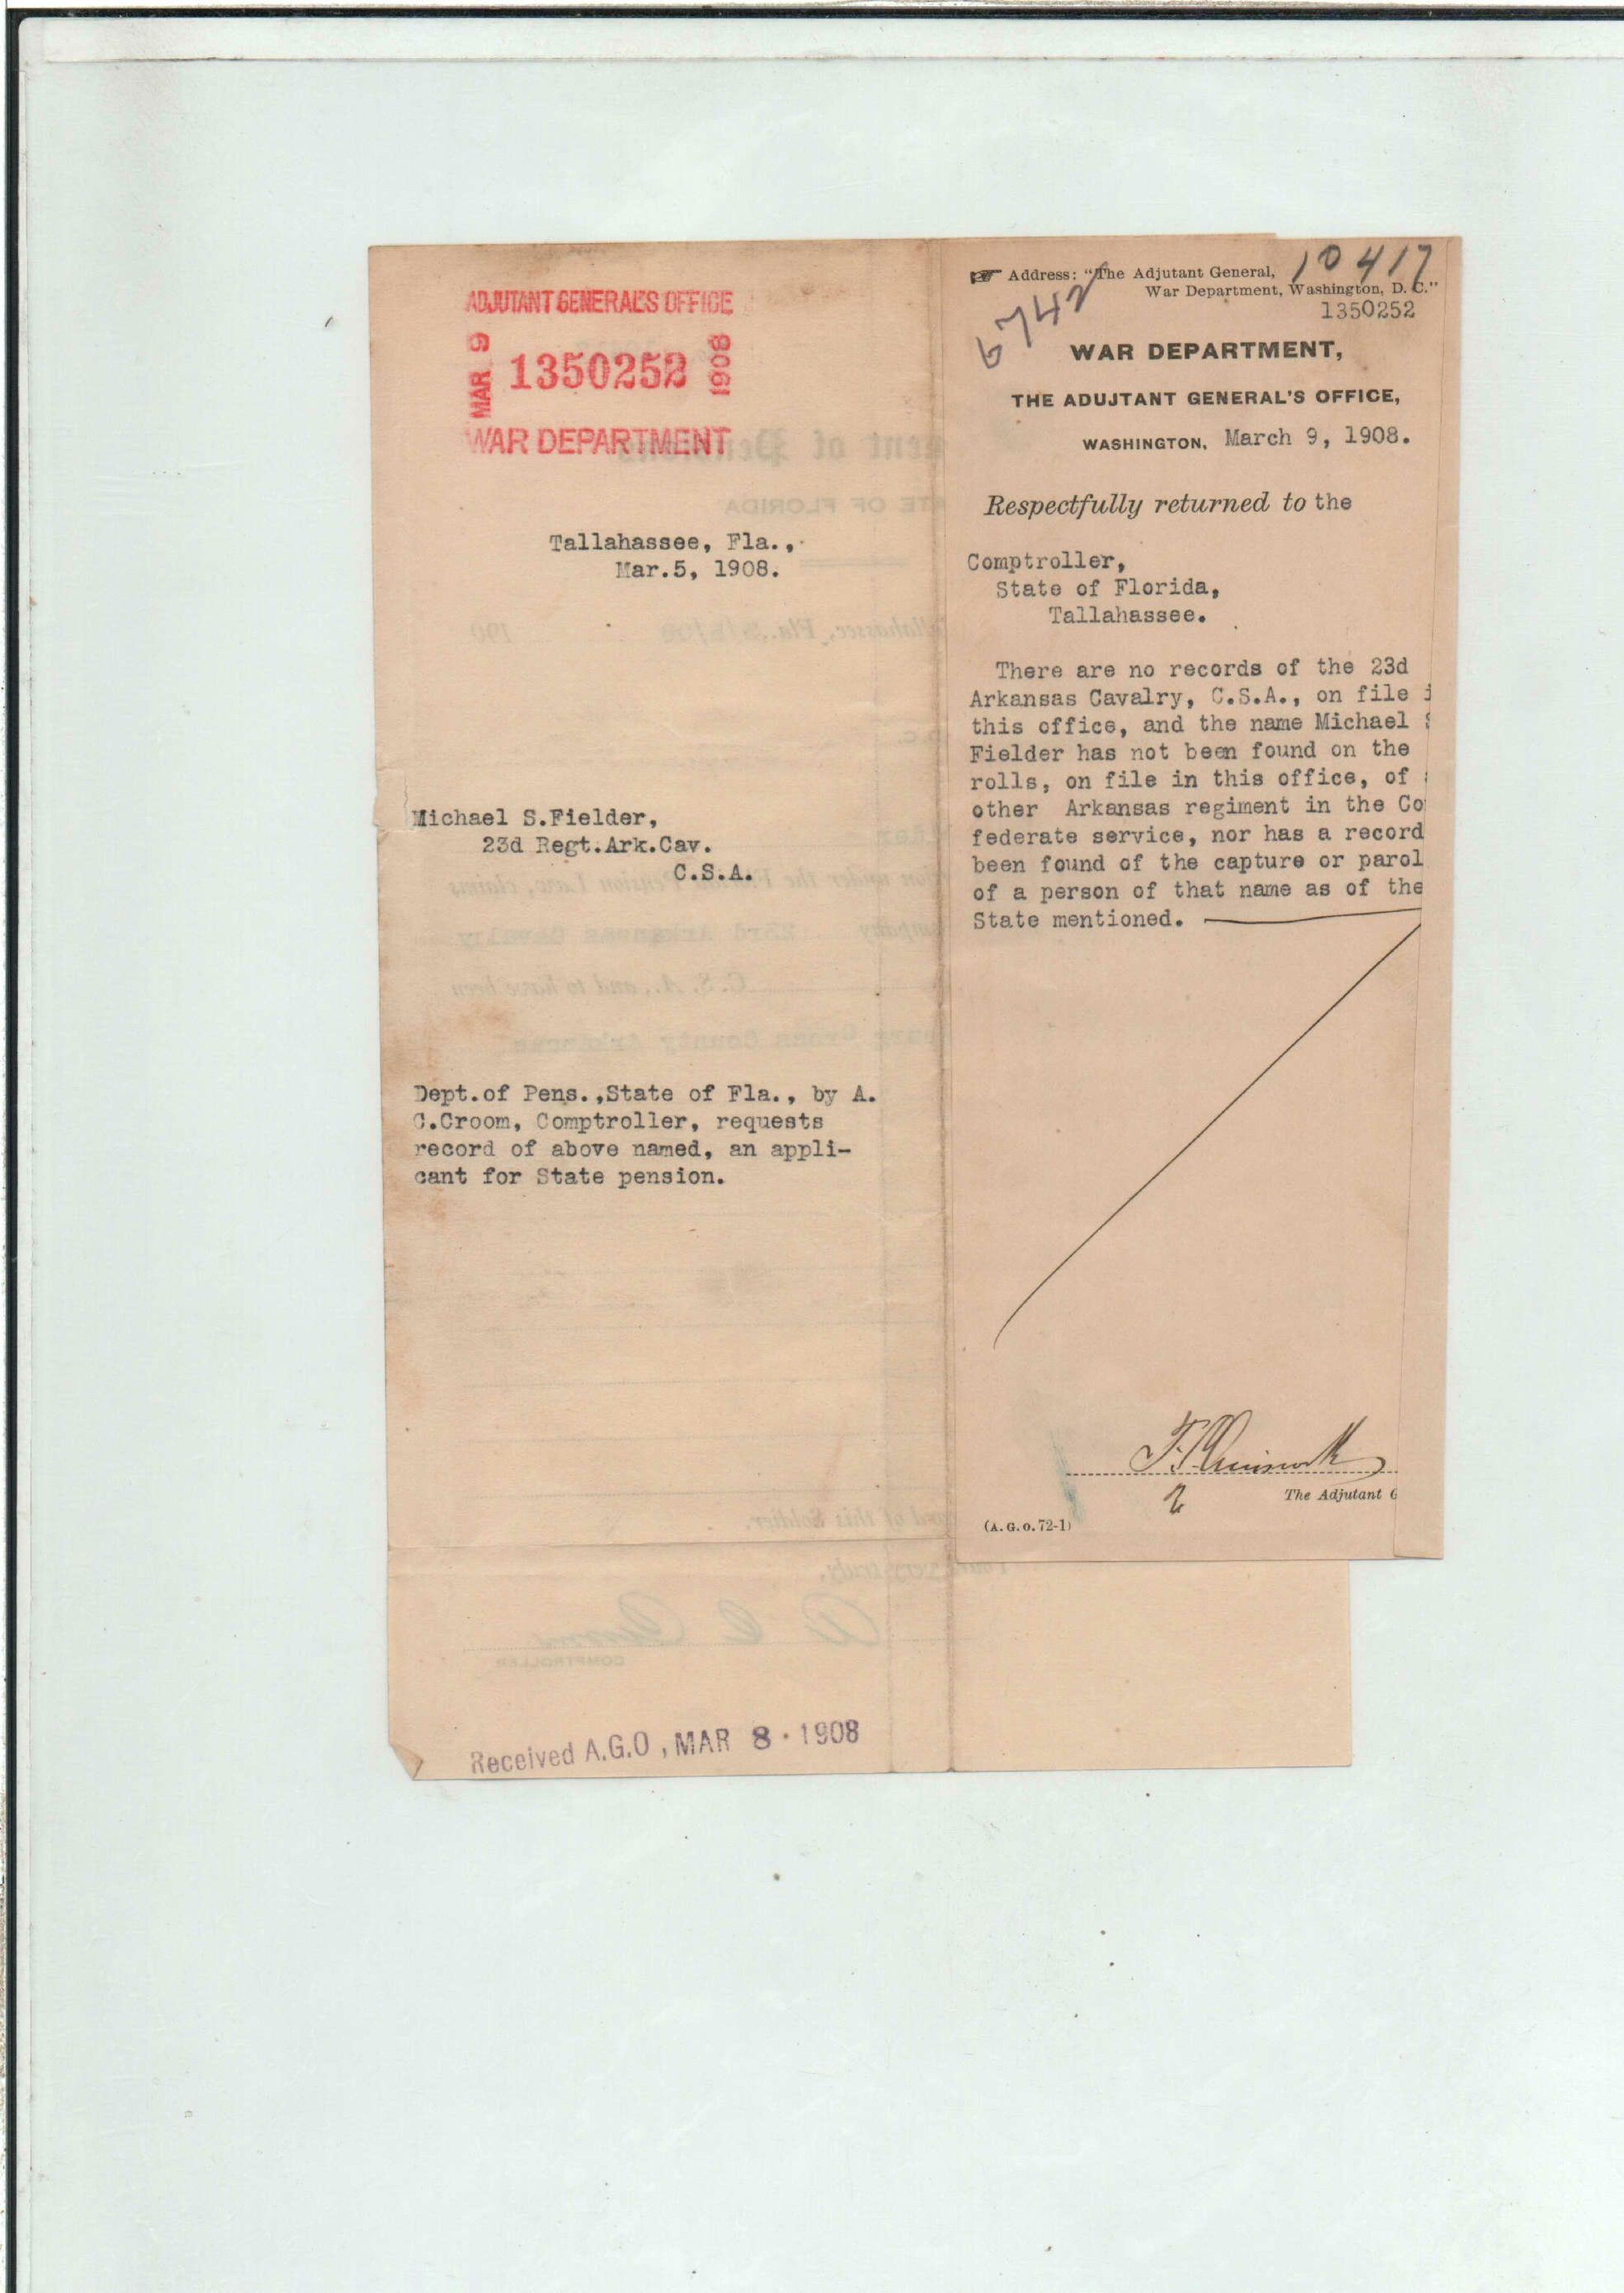 ADJUTANT GENERAL'S OFFICE
MAR. 9 1350252 1908
WAR DEPARTMENT
Tallahassee, Fla.,
Mar.5, 1908.
Michael S.Fielder,
23d Regt.Ark.Cav.
C.S.A.
Dept.of Pens.,State of Fla., by A.
C.Croom, Comptroller, requests
record of above named, an appli-
cant for State pension.
Received A.G.O, MAR 8 · 1908
10417
☞ Address: "The Adjutant General,
War Department, Washington, D. C."
1350252
6742
WAR DEPARTMENT,
THE ADUJTANT GENERAL'S OFFICE,
WASHINGTON, March 9, 1908.
Respectfully returned to the
Comptroller,
State of Florida,
Tallahassee.
There are no records of the 23d
Arkansas Cavalry, C.S.A., on file i
this office, and the name Michael S
Fielder has not been found on the
rolls, on file in this office, of
other Arkansas regiment in the Co
federate service, nor has a record
been found of the capture or parol
of a person of that name as of the
State mentioned.
The Adjutant G
(A. G. O. 72-1)